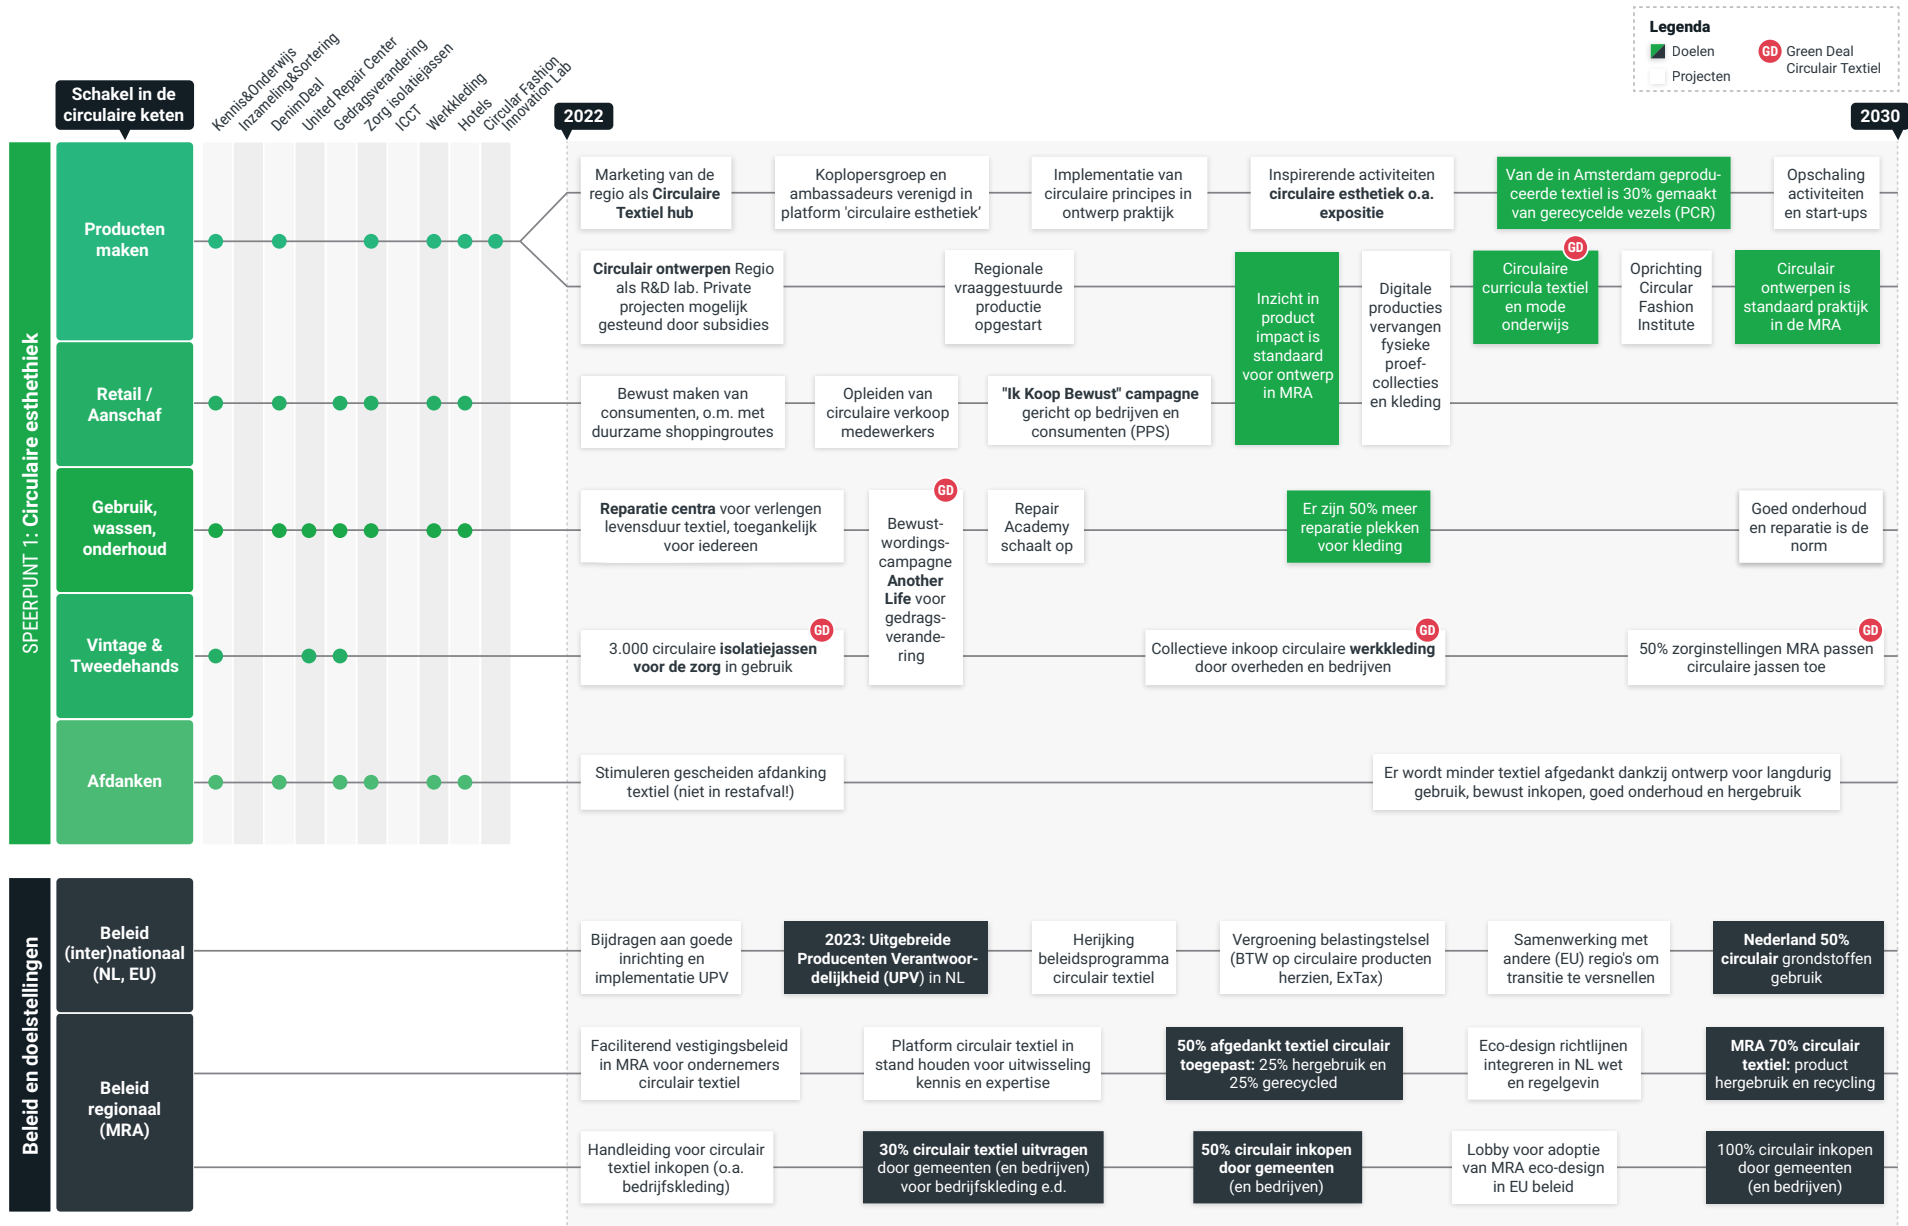 Legenda
Doelen
Projecten
GD
Green Deal
Circulair Textiel
Schakel in de
circulaire keten
Kennis&Onderwijs
Inzameling&Sortering
DenimDeal
United Repair Center
Gedragsverandering
Zorg isolatiejassen
ICCT
Werkkleding
Hotels
Circular Fashion
Innovation Lab
2022
2030
SPEERPUNT 1: Circulaire esthethiek
Producten
maken
Marketing van de
regio als Circulaire
Textiel hub
Koplopersgroep en
ambassadeurs verenigd in
platform 'circulaire esthetiek’
Implementatie van
circulaire principes in
ontwerp praktijk
Inspirerende activiteiten
circulaire esthetiek o.a.
expositie
Van de in Amsterdam geprodu-
ceerde textiel is 30% gemaakt
van gerecycelde vezels (PCR)
Opschaling
activiteiten
en start-ups
Circulair ontwerpen Regio
als R&D lab. Private
projecten mogelijk
gesteund door subsidies
Regionale
vraaggestuurde
productie
opgestart
Inzicht in
product
impact is
standaard
voor ontwerp
in MRA
Digitale
producties
vervangen
fysieke
proef-
collecties
en kleding
GD
Circulaire
curricula textiel
en mode
onderwijs
Oprichting
Circular
Fashion
Institute
Circulair
ontwerpen is
standaard praktijk
in de MRA
Retail /
Aanschaf
Bewust maken van
consumenten, o.m. met
duurzame shoppingroutes
Opleiden van
circulaire verkoop
medewerkers
"Ik Koop Bewust" campagne
gericht op bedrijven en
consumenten (PPS)
Gebruik,
wassen,
onderhoud
Reparatie centra voor verlengen
levensduur textiel, toegankelijk
voor iedereen
GD
Bewust-
wordings-
campagne
Another
Life voor
gedrags-
verande-
ring
Repair
Academy
schaalt op
Er zijn 50% meer
reparatie plekken
voor kleding
Goed onderhoud
en reparatie is de
norm
Vintage &
Tweedehands
GD
3.000 circulaire isolatiejassen
voor de zorg in gebruik
GD
Collectieve inkoop circulaire werkkleding
door overheden en bedrijven
GD
50% zorginstellingen MRA passen
circulaire jassen toe
Afdanken
Stimuleren gescheiden afdanking
textiel (niet in restafval!)
Er wordt minder textiel afgedankt dankzij ontwerp voor langdurig
gebruik, bewust inkopen, goed onderhoud en hergebruik
Beleid en doelstellingen
Beleid
(inter)nationaal
(NL, EU)
Bijdragen aan goede
inrichting en
implementatie UPV
2023: Uitgebreide
Producenten Verantwoor-
delijkheid (UPV) in NL
Herijking
beleidsprogramma
circulair textiel
Vergroening belastingstelsel
(BTW op circulaire producten
herzien, ExTax)
Samenwerking met
andere (EU) regio's om
transitie te versnellen
Nederland 50%
circulair grondstoffen
gebruik
Beleid
regionaal
(MRA)
Faciliterend vestigingsbeleid
in MRA voor ondernemers
circulair textiel
Platform circulair textiel in
stand houden voor uitwisseling
kennis en expertise
50% afgedankt textiel circulair
toegepast: 25% hergebruik en
25% gerecycled
Eco-design richtlijnen
integreren in NL wet
en regelgevin
MRA 70% circulair
textiel: product
hergebruik en recycling
Handleiding voor circulair
textiel inkopen (o.a.
bedrijfskleding)
30% circulair textiel uitvragen
door gemeenten (en bedrijven)
voor bedrijfskleding e.d.
50% circulair inkopen
door gemeenten
(en bedrijven)
Lobby voor adoptie
van MRA eco-design
in EU beleid
100% circulair inkopen
door gemeenten
(en bedrijven)